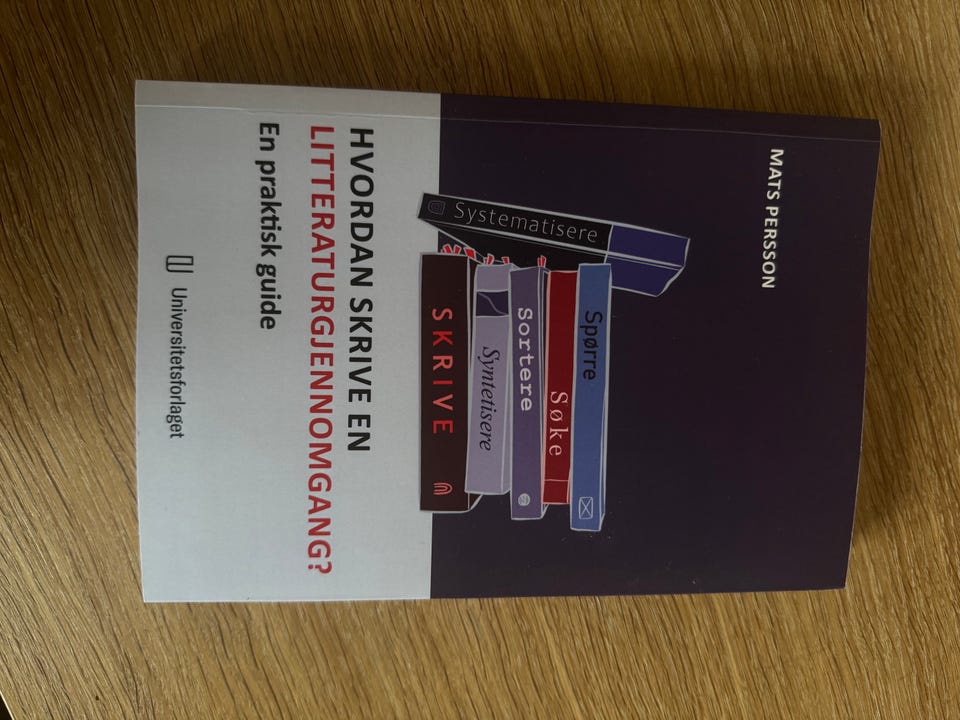 MATS PERSSON
Spørre
Søke
Sortere
Syntetisere
SKRIVE
Systematisere
HVORDAN SKRIVE EN
LITTERATURGJENNOMGANG?
En praktisk guide
Universitetsforlaget